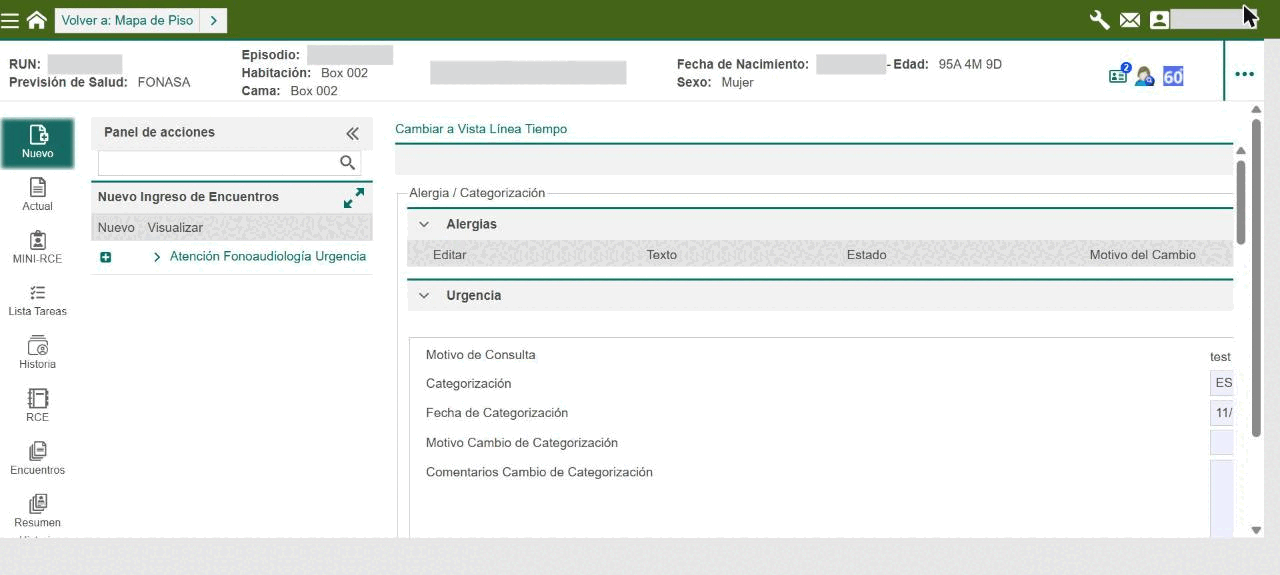 Volver a: Mapa de Piso
RUN:
Previsión de Salud: FONASA
Episodio:
Habitación: Box 002
Cama: Box 002
Fecha de Nacimiento: - Edad: 95A 4M 9D
Sexo: Mujer
2
60
Nuevo
Actual
MINI-RCE
Lista Tareas
Historia
RCE
Encuentros
Resumen
Panel de acciones
Nuevo Ingreso de Encuentros
Nuevo Visualizar
Atención Fonoaudiología Urgencia
Cambiar a Vista Línea Tiempo
Alergia / Categorización
Alergias
Editar Texto Estado Motivo del Cambio
Urgencia
Motivo de Consulta test
Categorización ES
Fecha de Categorización 11/
Motivo Cambio de Categorización
Comentarios Cambio de Categorización